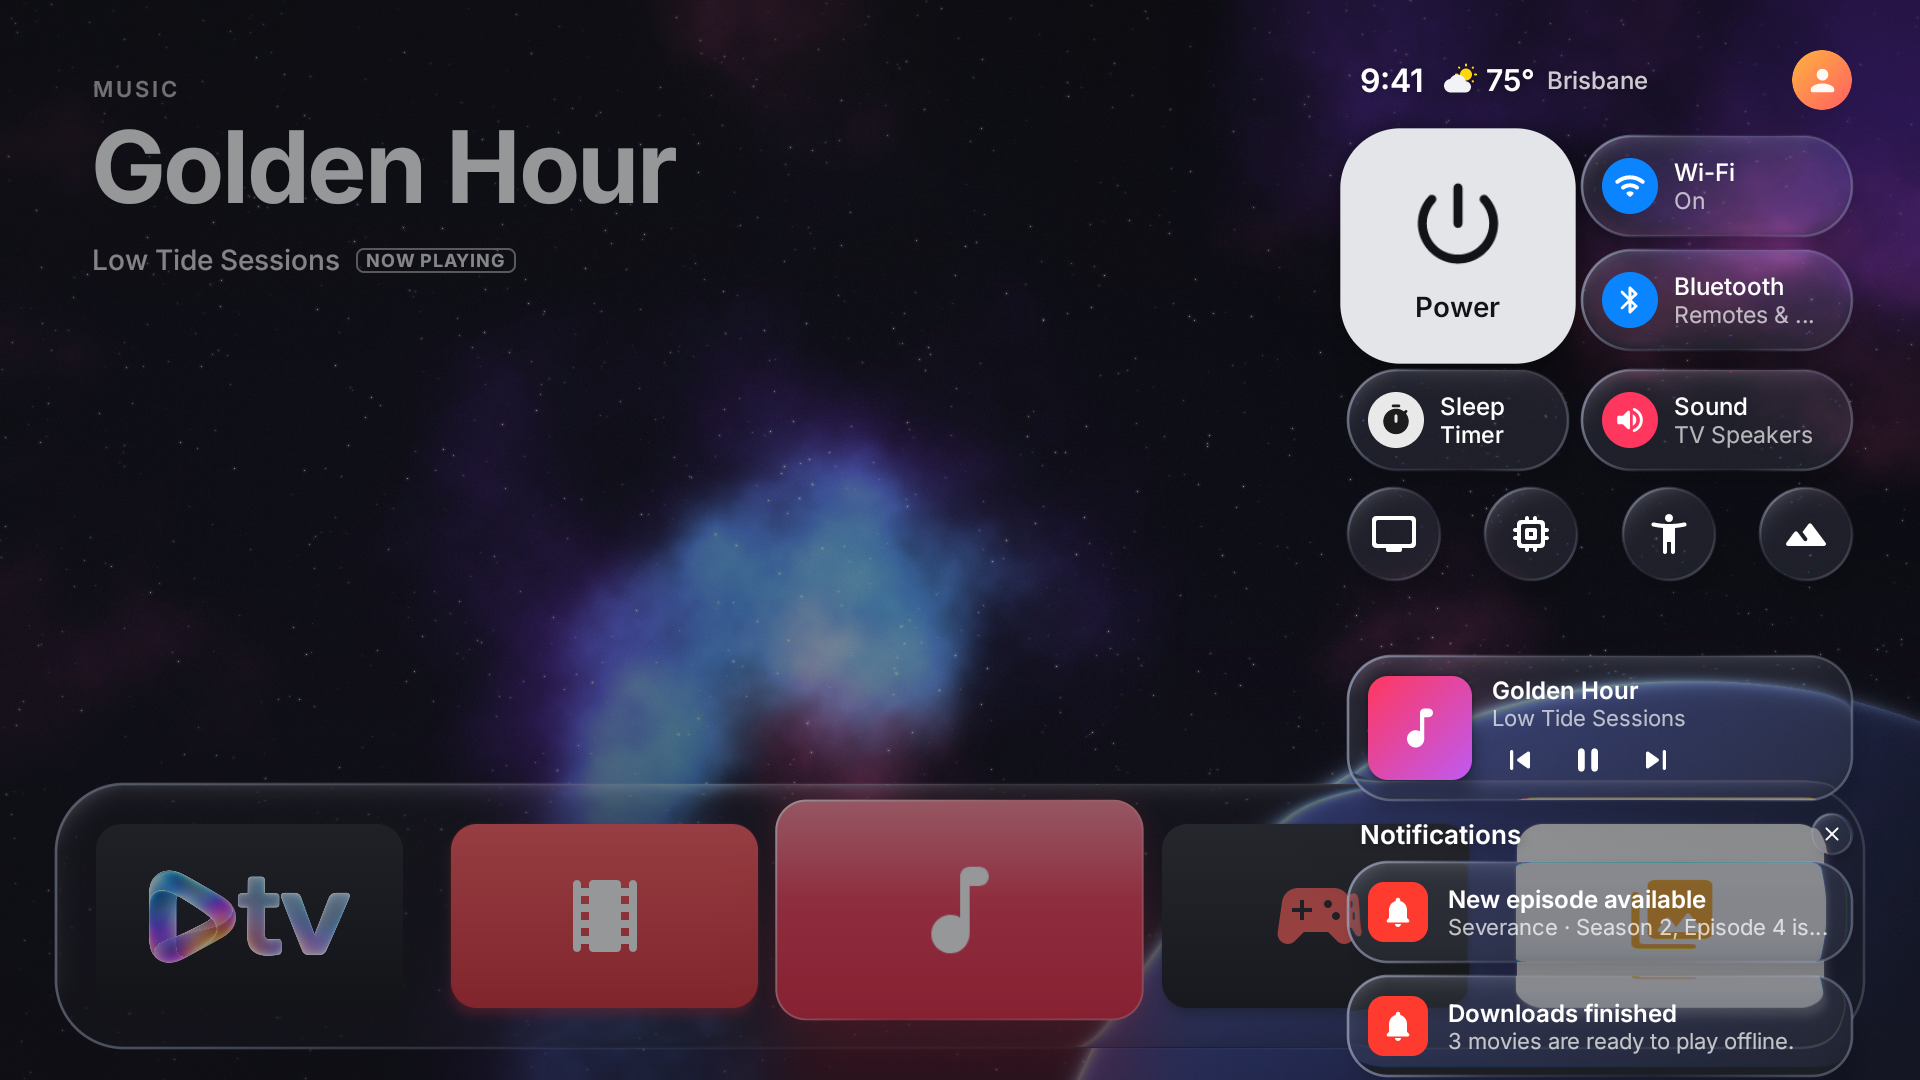 MUSIC
Golden Hour
Low Tide Sessions NOW PLAYING
9:41 75° Brisbane
Power
Wi-Fi
On
Bluetooth
Remotes & ...
Sleep
Timer
Sound
TV Speakers
Golden Hour
Low Tide Sessions
tv
Notifications
New episode available
Severance · Season 2, Episode 4 is...
Downloads finished
3 movies are ready to play offline.